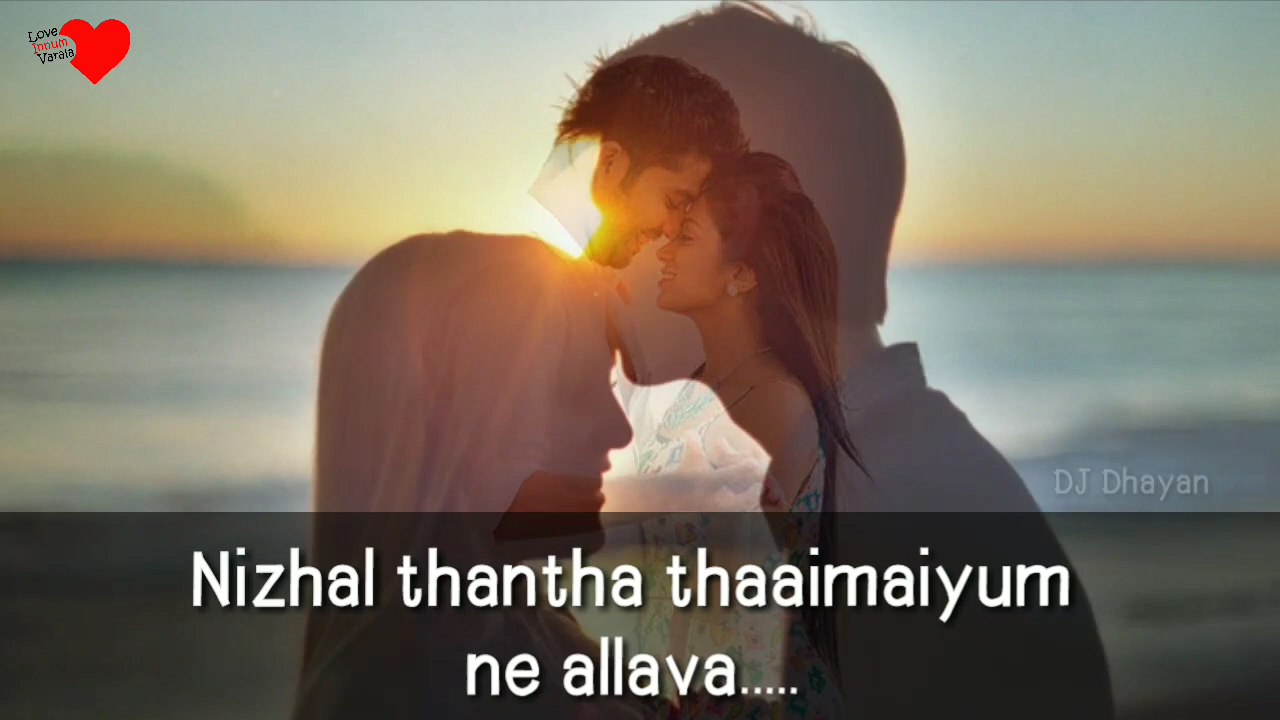 Love
Innum
Varala
DJ Dhayan
Nizhal thantha thaaimaiyum
ne allava.....